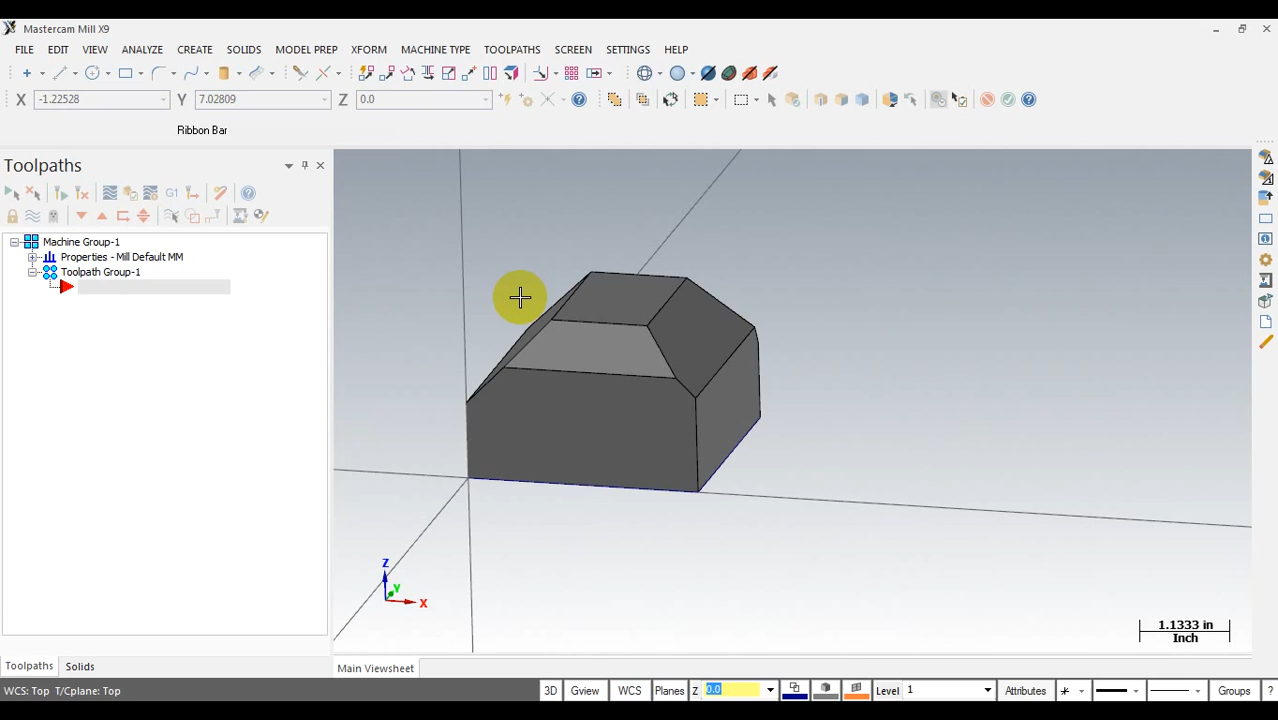 Mastercam Mill X9
FILE EDIT VIEW ANALYZE CREATE SOLIDS MODEL PREP XFORM MACHINE TYPE TOOLPATHS SCREEN SETTINGS HELP
X -1.22528 Y 7.02809 Z 0.0
Ribbon Bar
Toolpaths
G1
Machine Group-1
Properties - Mill Default MM
Toolpath Group-1
Z
Y
X
1.1333 in
Inch
Toolpaths Solids
Main Viewsheet
WCS: Top T/Cplane: Top 3D Gview WCS Planes Z 0.0 Level 1 Attributes Groups ?